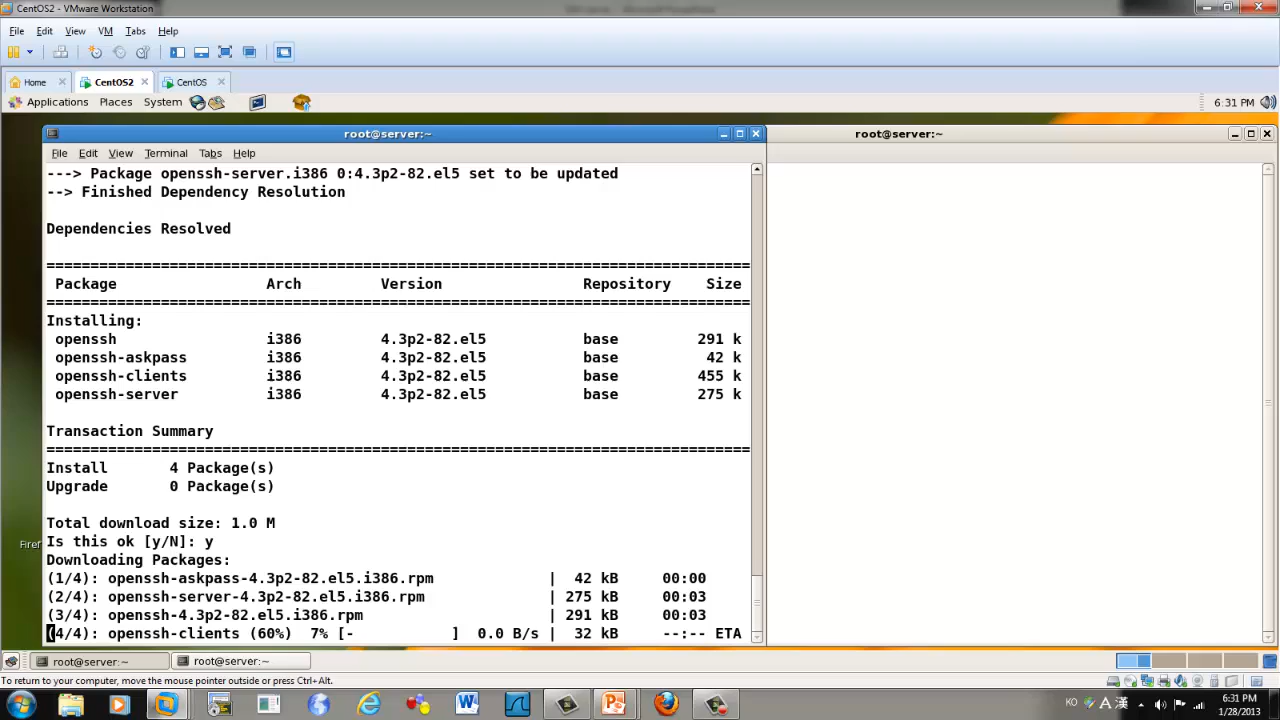 CentOS2 - VMware Workstation
File Edit View VM Tabs Help
Home CentOS2 CentOS
Applications Places System 6:31 PM
root@server:~ root@server:~
File Edit View Terminal Tabs Help
---> Package openssh-server.i386 0:4.3p2-82.el5 set to be updated
--> Finished Dependency Resolution
Dependencies Resolved
================================================================================
Package Arch Version Repository Size
================================================================================
Installing:
openssh i386 4.3p2-82.el5 base 291 k
openssh-askpass i386 4.3p2-82.el5 base 42 k
openssh-clients i386 4.3p2-82.el5 base 455 k
openssh-server i386 4.3p2-82.el5 base 275 k
Transaction Summary
================================================================================
Install 4 Package(s)
Upgrade 0 Package(s)
Total download size: 1.0 M
Is this ok [y/N]: y
Firef
Downloading Packages:
(1/4): openssh-askpass-4.3p2-82.el5.i386.rpm | 42 kB 00:00
(2/4): openssh-server-4.3p2-82.el5.i386.rpm | 275 kB 00:03
(3/4): openssh-4.3p2-82.el5.i386.rpm | 291 kB 00:03
(4/4): openssh-clients (60%) 7% [- ] 0.0 B/s | 32 kB --:-- ETA
root@server:~ root@server:~
To return to your computer, move the mouse pointer outside or press Ctrl+Alt.
KO A 漢 6:31 PM
1/28/2013